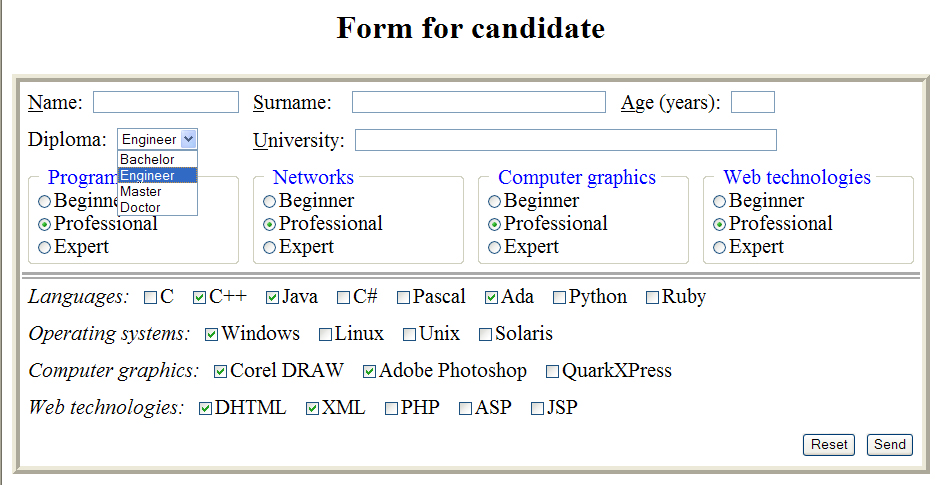 Form for candidate
Name: Surname: Age (years):
Diploma: Engineer University:
Bachelor
Engineer
Master
Doctor
Program Networks Computer graphics Web technologies
Beginne Beginner Beginner Beginner
Professional Professional Professional Professional
Expert Expert Expert Expert
Languages: C C++ Java C# Pascal Ada Python Ruby
Operating systems: Windows Linux Unix Solaris
Computer graphics: Corel DRAW Adobe Photoshop QuarkXPress
Web technologies: DHTML XML PHP ASP JSP
Reset Send